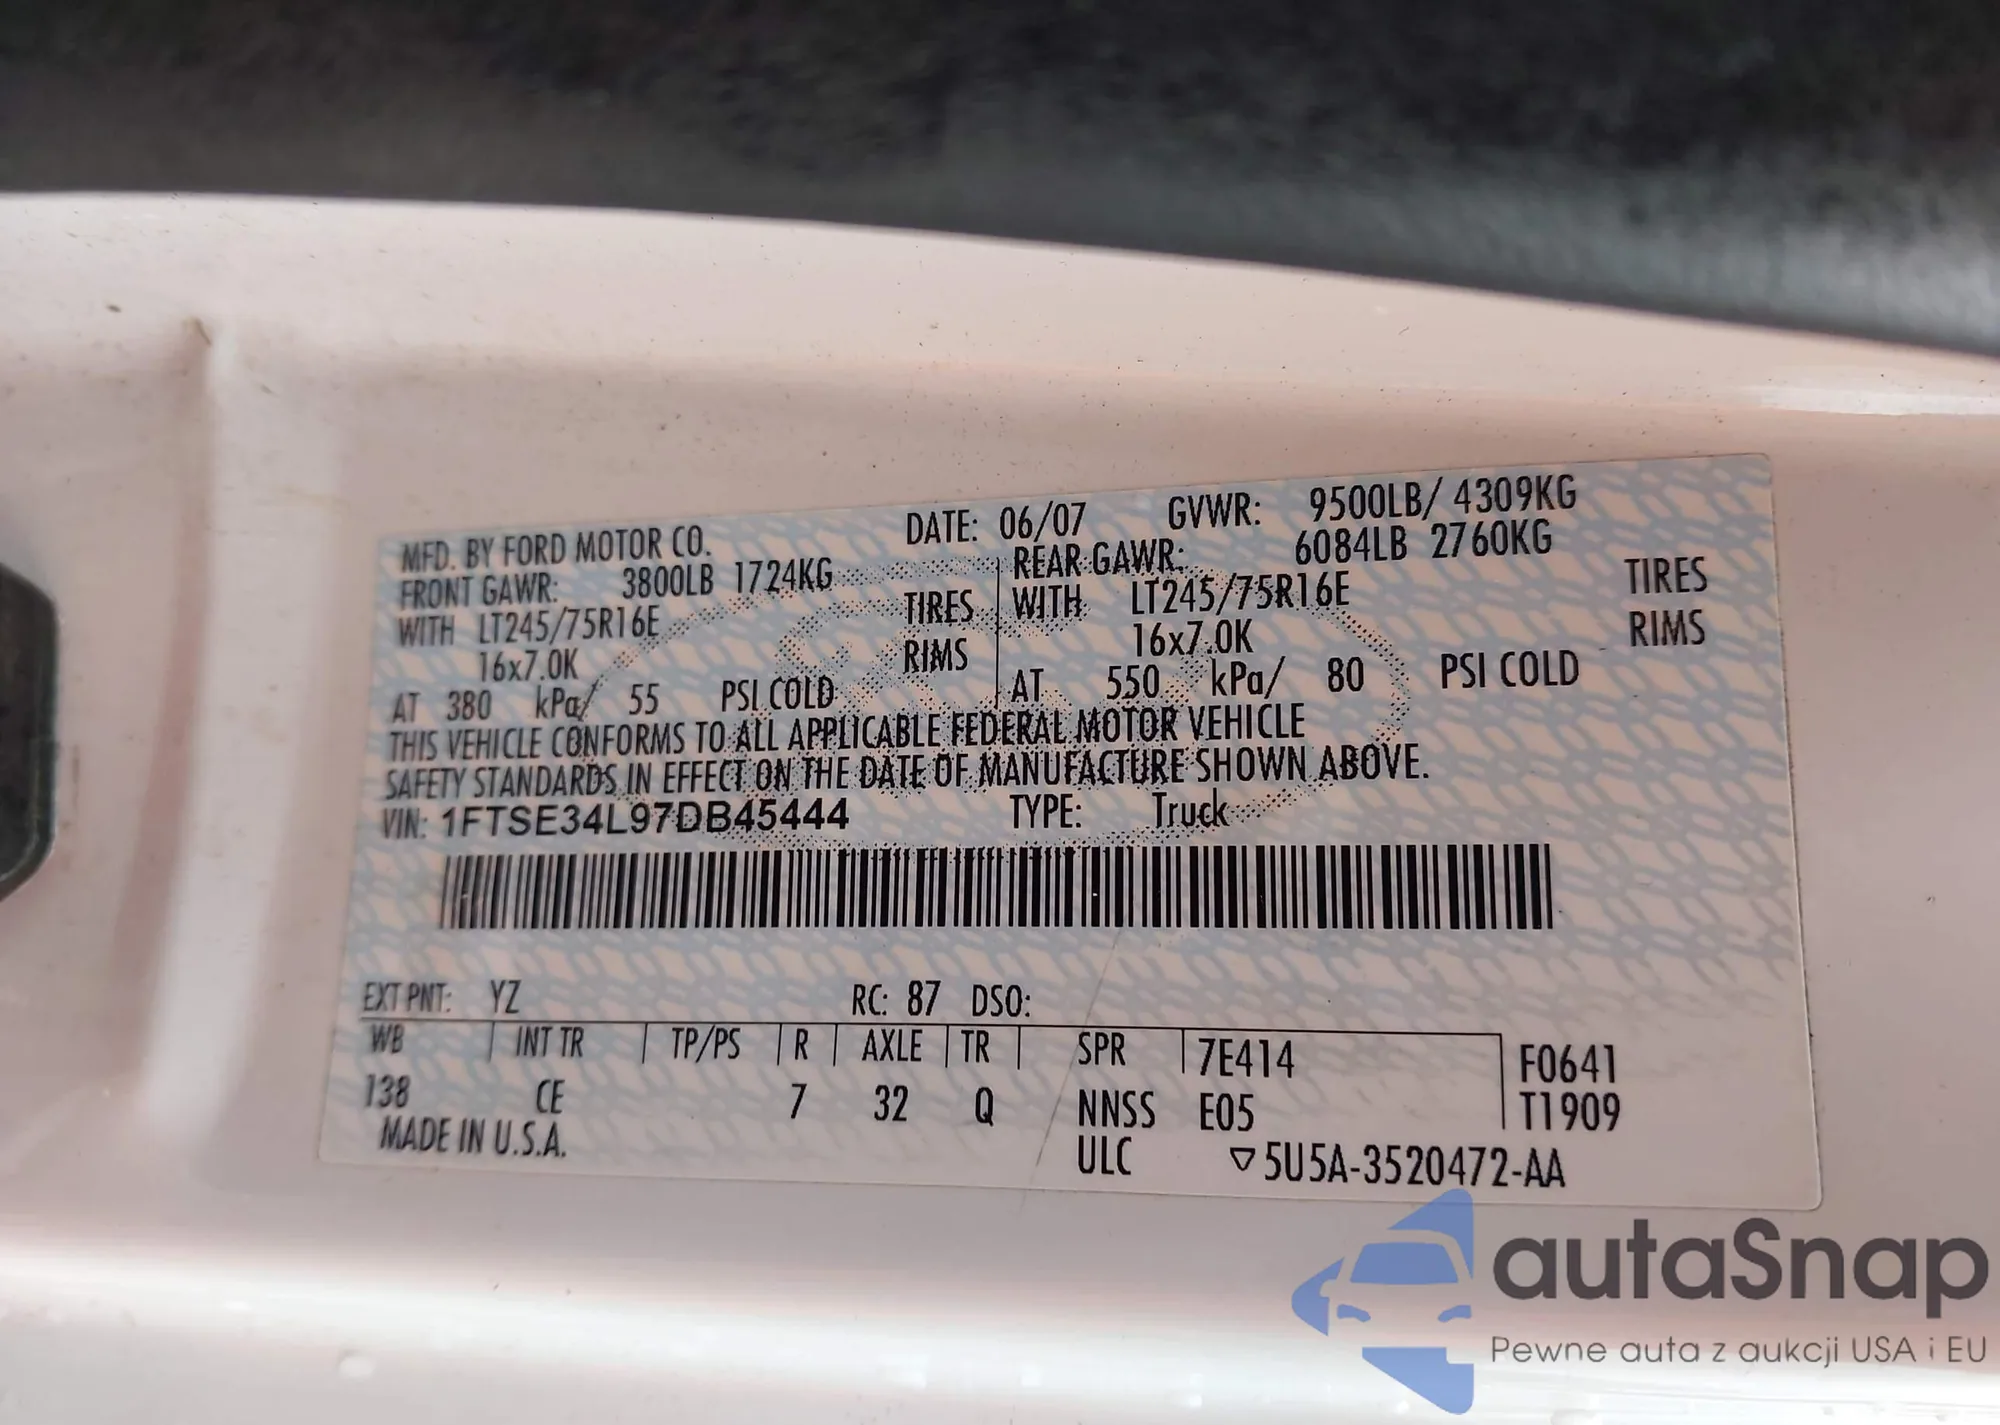 MFD. BY FORD MOTOR CO. DATE: 06/07 GVWR: 9500LB/ 4309KG
FRONT GAWR: 3800LB 1724KG REAR GAWR: 6084LB 2760KG
WITH LT245/75R16E TIRES WITH LT245/75R16E TIRES
16x7.0K RIMS 16x7.0K RIMS
AT 380 kPa/ 55 PSI COLD AT 550 kPa/ 80 PSI COLD
THIS VEHICLE CONFORMS TO ALL APPLICABLE FEDERAL MOTOR VEHICLE
SAFETY STANDARDS IN EFFECT ON THE DATE OF MANUFACTURE SHOWN ABOVE.
VIN: 1FTSE34L97DB45444 TYPE: Truck
EXT PNT: YZ RC: 87 DSO:
WB INT TR TP/PS R AXLE TR SPR 7E414 F0641
138 CE 7 32 Q NNSS E05 T1909
MADE IN U.S.A. ULC ▽5U5A-3520472-AA
autaSnap
Pewne auta z aukcji USA i EU